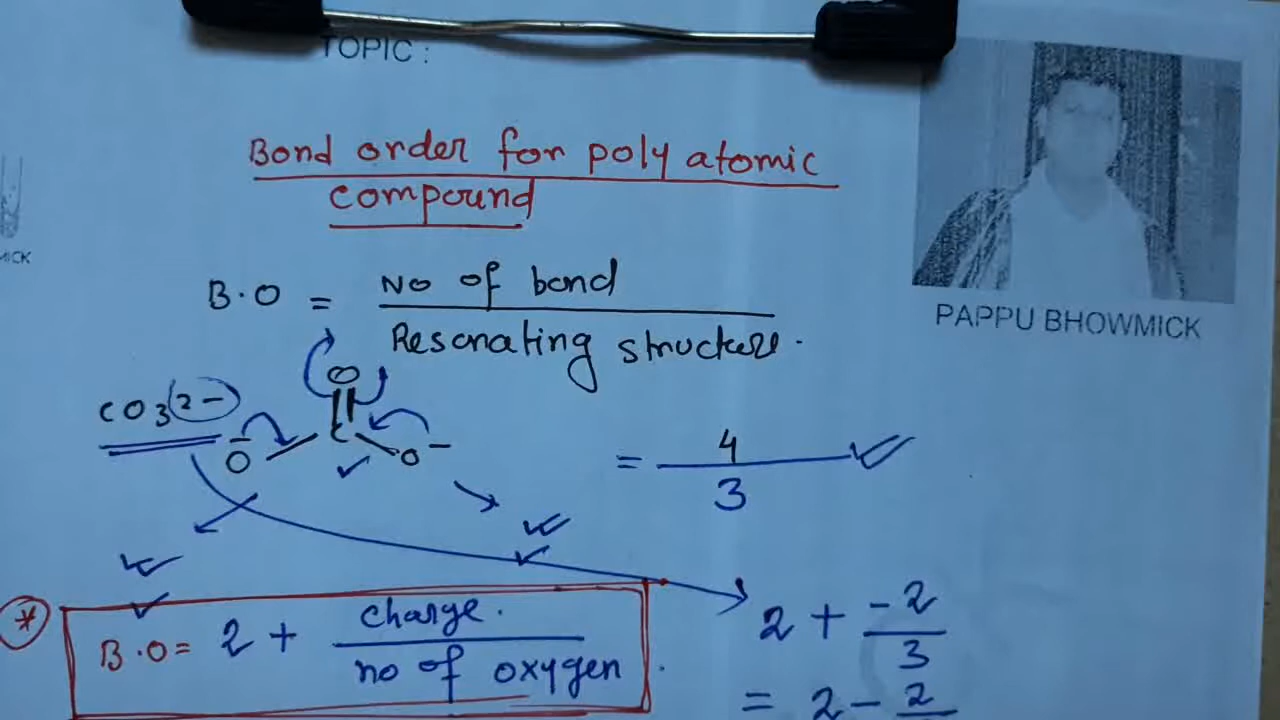 TOPIC :
Bond order for poly atomic
compound
MICK
B.O = No of bond
Resonating structure.
PAPPU BHOWMICK
O
CO3 2-
O- C O-
= 4
3
* B.O = 2 + charge.
no of oxygen
2 + -2
3
= 2 - 2